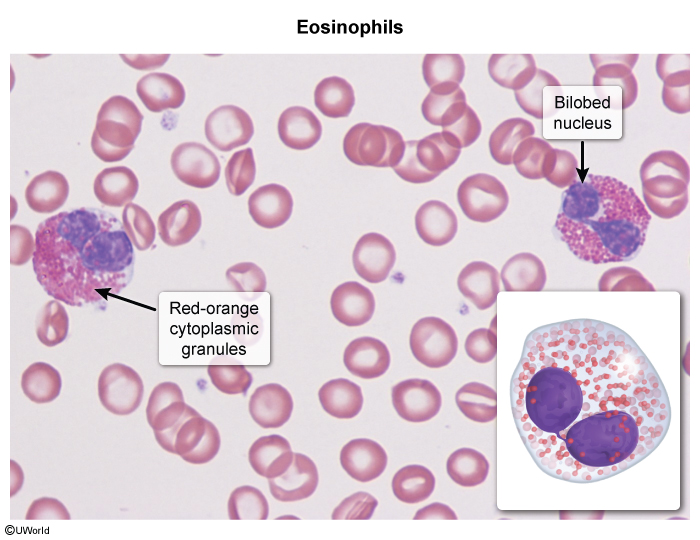 Eosinophils
Bilobed
nucleus
Red-orange
cytoplasmic
granules
©UWorld